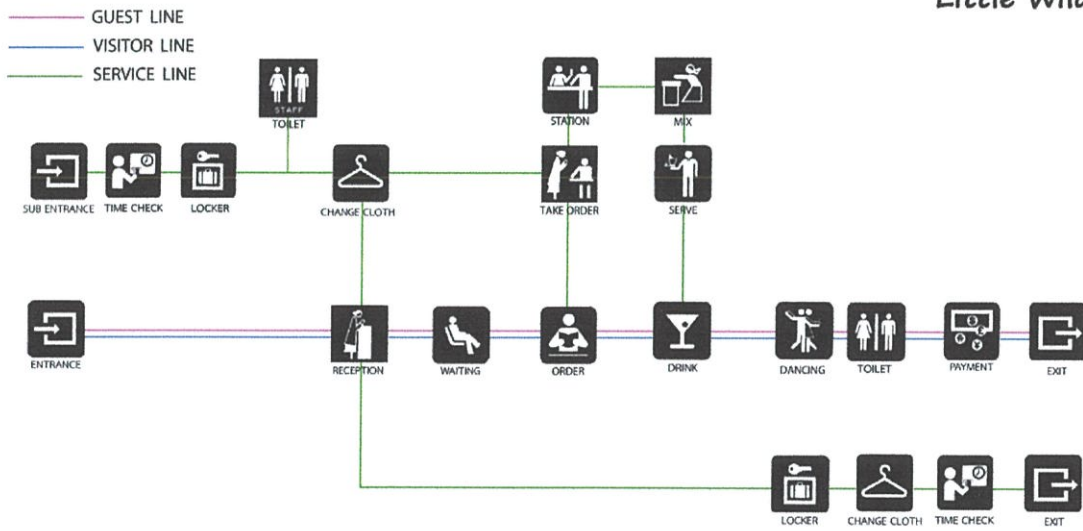 Little
GUEST LINE
VISITOR LINE
SERVICE LINE
STAFF
TOILET
STATION
MIX
SUB ENTRANCE
TIME CHECK
LOCKER
CHANGE CLOTH
TAKE ORDER
SERVE
ENTRANCE
RECEPTION
WAITING
ORDER
DRINK
DANCING
TOILET
PAYMENT
EXIT
LOCKER
CHANGE CLOTH
TIME CHECK
EXIT